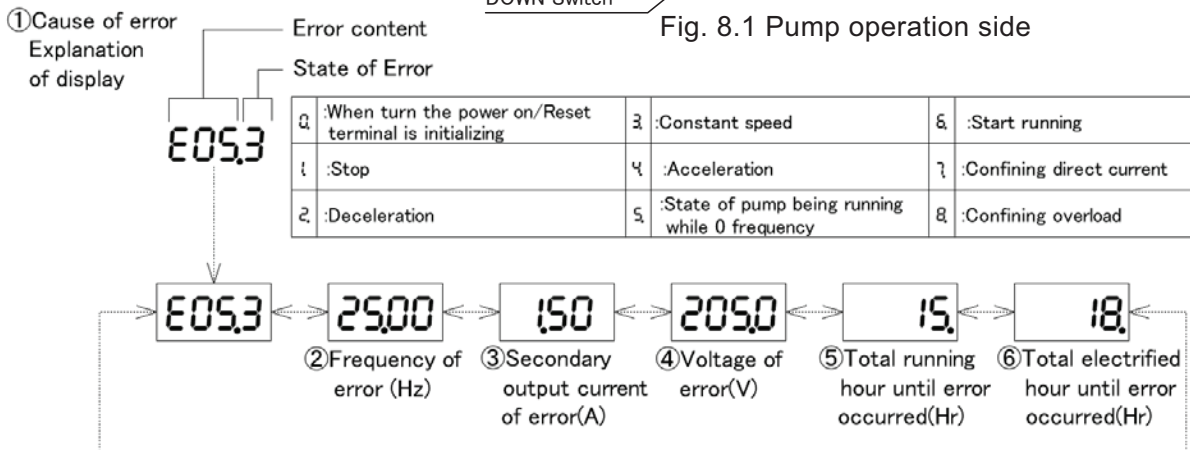 DOWN Switch
Fig. 8.1 Pump operation side
①Cause of error
Explanation
of display
Error content
State of Error
E05.3
0. :When turn the power on/Reset
terminal is initializing
3. :Constant speed
6. :Start running
1. :Stop
4. :Acceleration
7. :Confining direct current
2. :Deceleration
5. :State of pump being running
while 0 frequency
8. :Confining overload
E05.3
25.00
1.50
205.0
15.
18.
②Frequency of
error (Hz)
③Secondary
output current
of error(A)
④Voltage of
error(V)
⑤Total running
hour until error
occurred(Hr)
⑥Total electrified
hour until error
occurred(Hr)